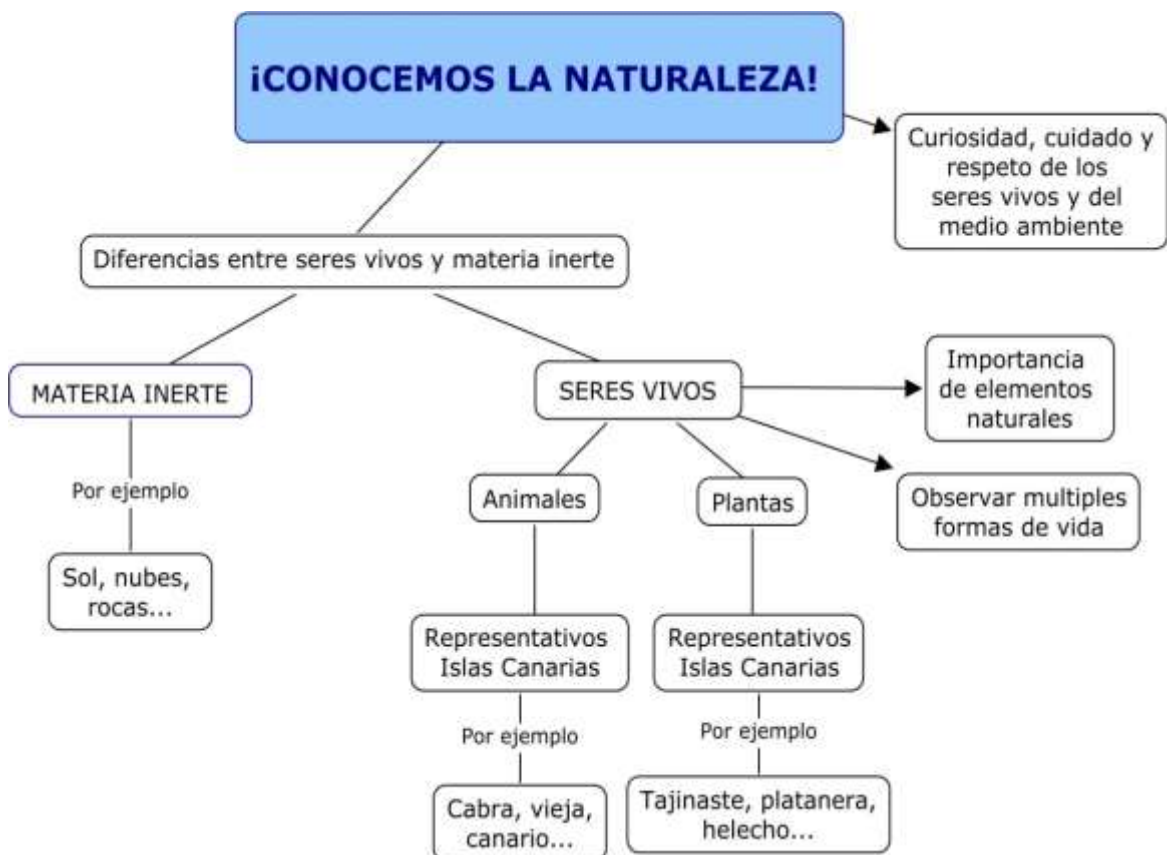 ¡CONOCEMOS LA NATURALEZA!
Curiosidad, cuidado y
respeto de los
seres vivos y del
medio ambiente
Diferencias entre seres vivos y materia inerte
MATERIA INERTE
SERES VIVOS
Importancia
de elementos
naturales
Por ejemplo
Animales
Plantas
Observar multiples
formas de vida
Sol, nubes,
rocas...
Representativos
Islas Canarias
Representativos
Islas Canarias
Por ejemplo
Por ejemplo
Cabra, vieja,
canario...
Tajinaste, platanera,
helecho...